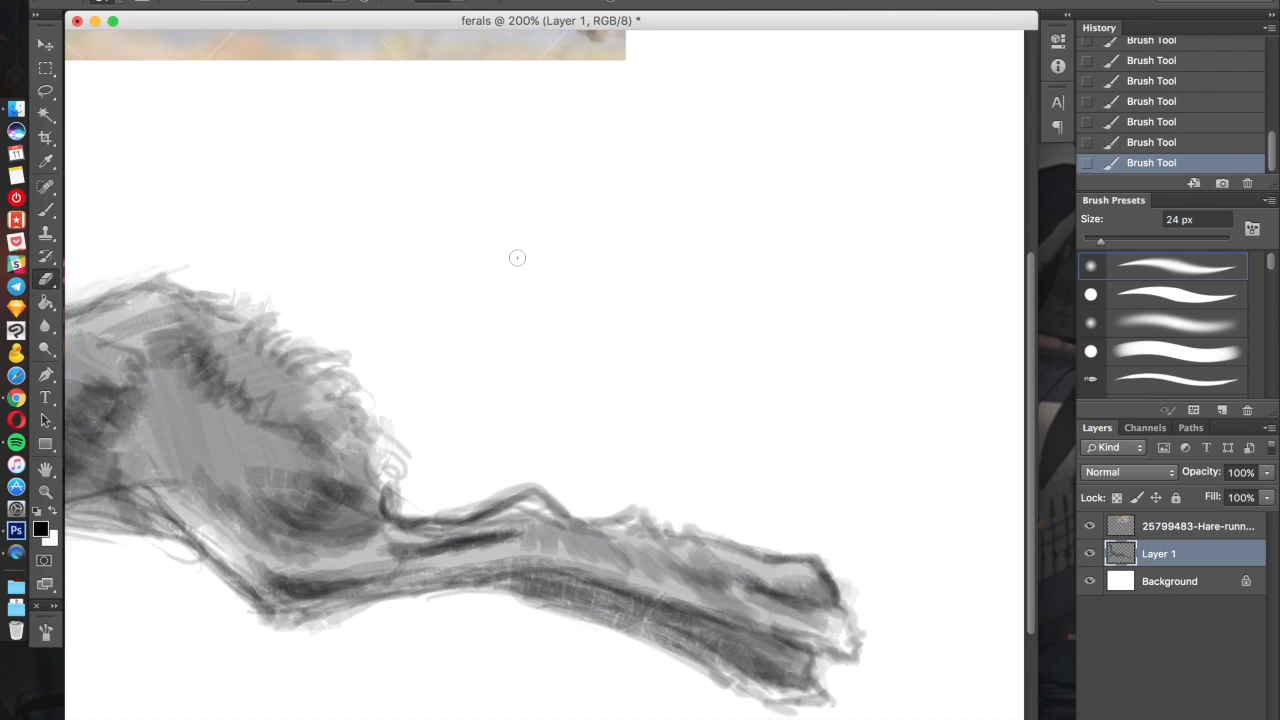 ferals @ 200% (Layer 1, RGB/8) *
11
Ps
T
A|
¶
History
Brush Tool
Brush Tool
Brush Tool
Brush Tool
Brush Tool
Brush Tool
Brush Tool
Brush Presets
Size:
24 px
Layers
Channels
Paths
Kind
T
Normal
Opacity:
100%
Lock:
Fill:
100%
25799483-Hare-runn...
Layer 1
Background